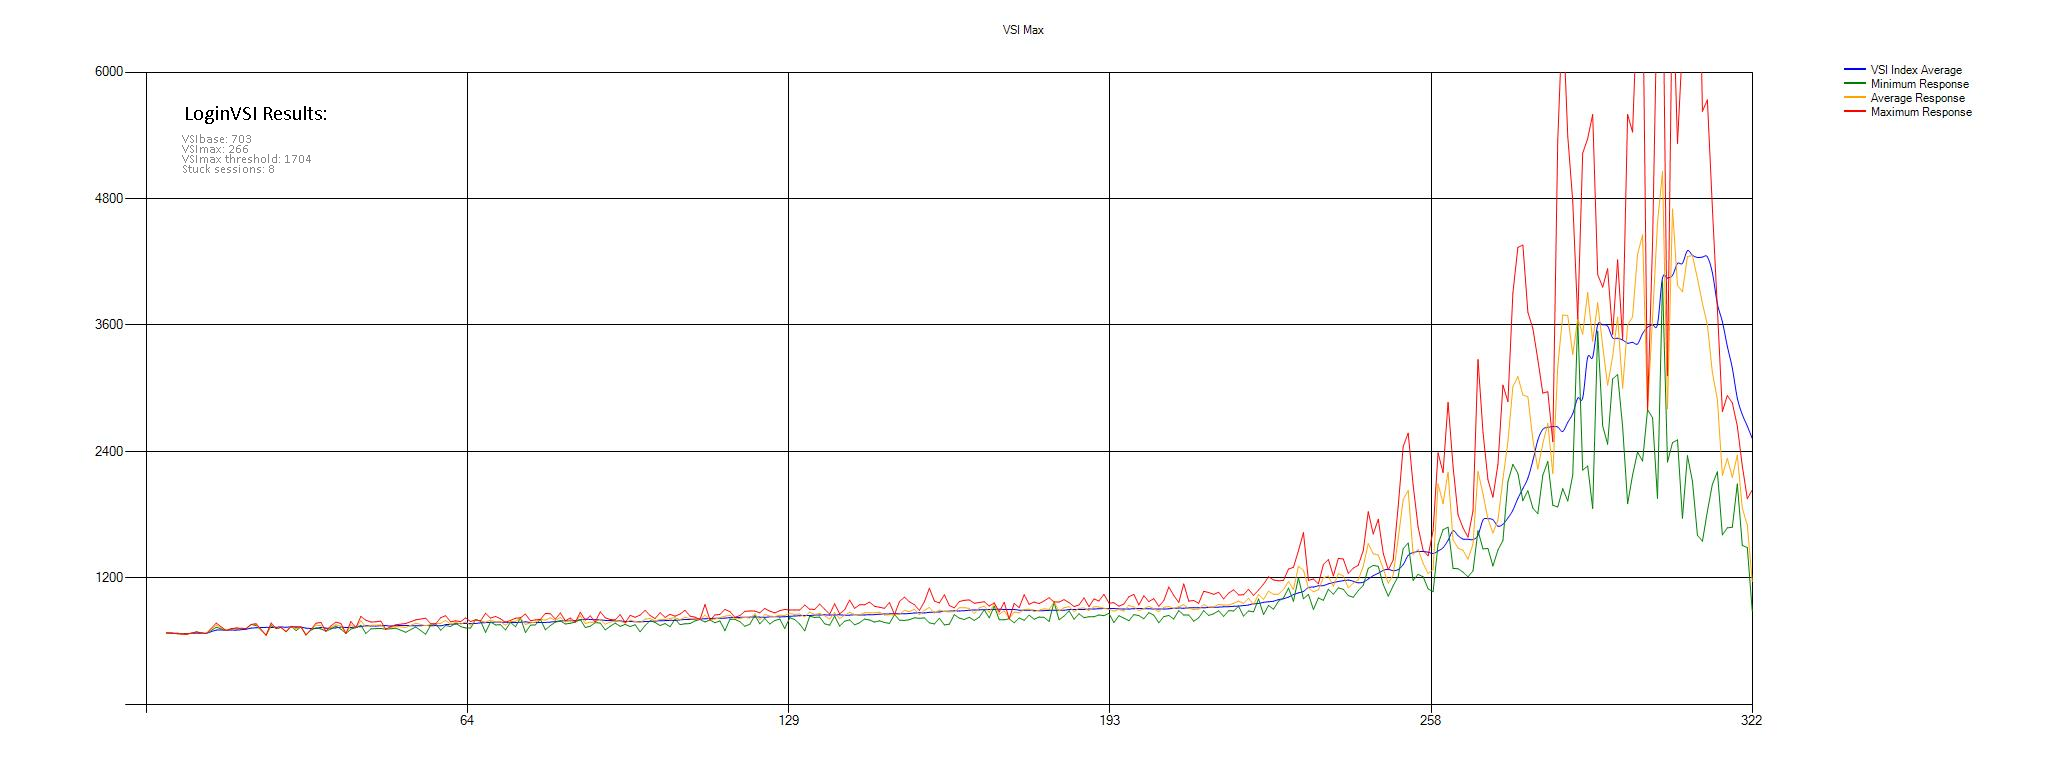 VSI Max
6000
4800
3600
2400
1200
LoginVSI Results:
VSIbase: 703
VSImax: 266
VSImax threshold: 1704
Stuck sessions: 8
VSI Index Average
Minimum Response
Average Response
Maximum Response
64
129
193
258
322